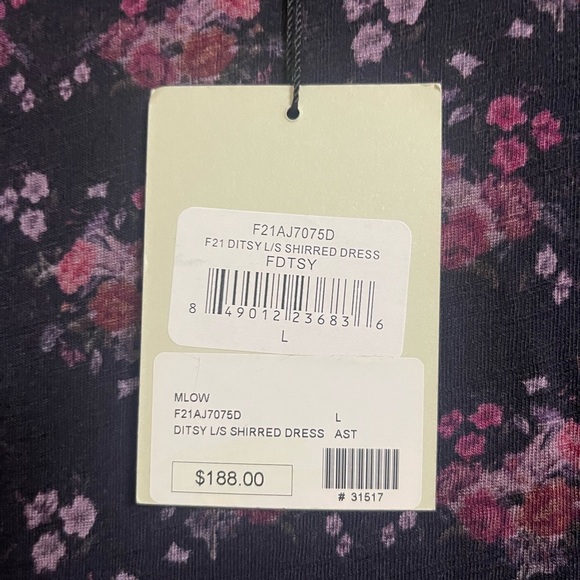 F21AJ7075D
F21 DITSY L/S SHIRRED DRESS
FDTSY
8 49012 23683 6
L
MLOW
F21AJ7075D L
DITSY L/S SHIRRED DRESS AST
$188.00
# 31517